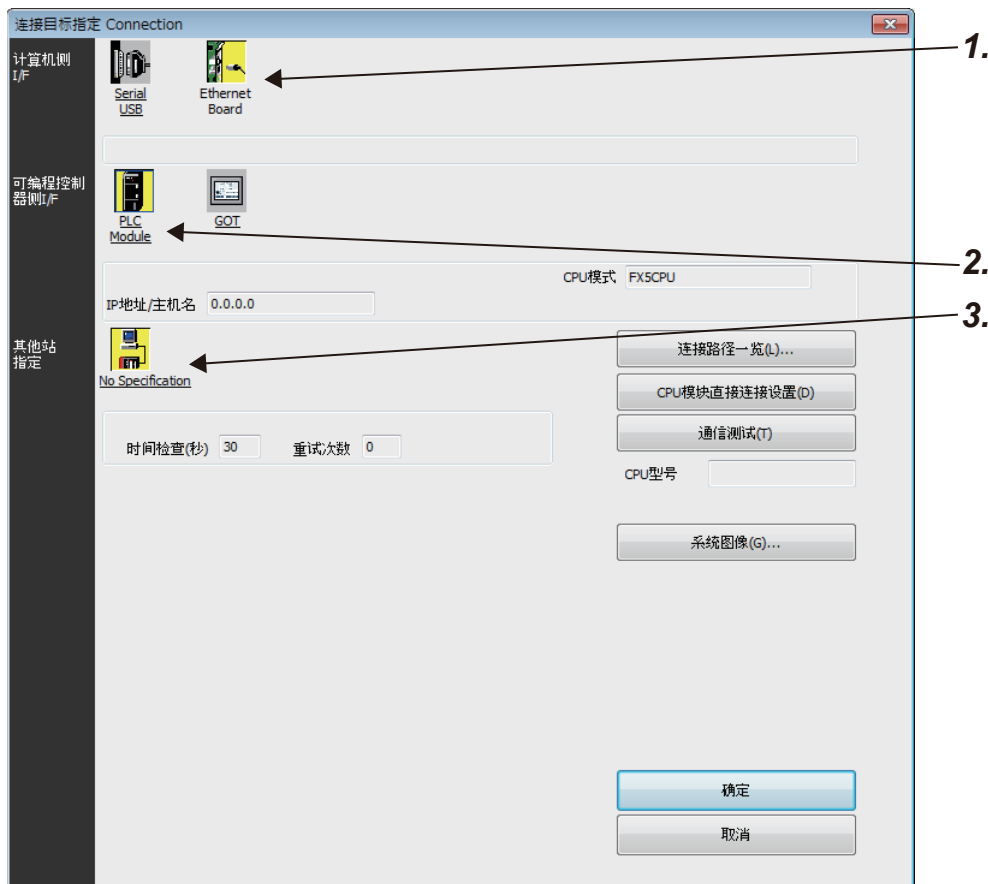 连接目标指定 Connection
1.
计算机侧
I/F
Serial
USB
Ethernet
Board
可编程控制
器侧I/F
PLC
Module
GOT
2.
CPU模式 FX5CPU
IP地址/主机名 0.0.0.0
3.
其他站
指定
No Specification
连接路径一览(L)...
CPU模块直接连接设置(D)
时间检查(秒) 30 重试次数 0
通信测试(T)
CPU型号
系统图像(G)...
确定
取消